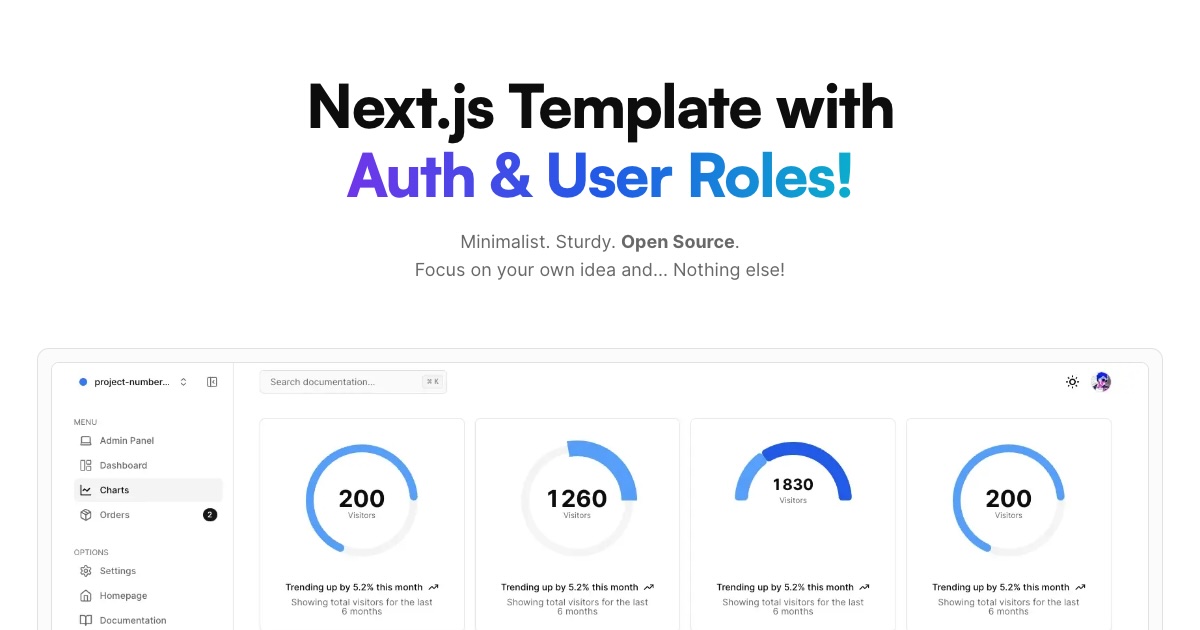 Next.js Template with
Auth & User Roles!
Minimalist. Sturdy. Open Source.
Focus on your own idea and... Nothing else!
project-number...
Search documentation...
⌘ K
MENU
Admin Panel
Dashboard
Charts
Orders
2
OPTIONS
Settings
Homepage
Documentation
200
Visitors
Trending up by 5.2% this month
Showing total visitors for the last
6 months
1260
Visitors
Trending up by 5.2% this month
Showing total visitors for the last
6 months
1830
Visitors
Trending up by 5.2% this month
Showing total visitors for the last
6 months
200
Visitors
Trending up by 5.2% this month
Showing total visitors for the last
6 months